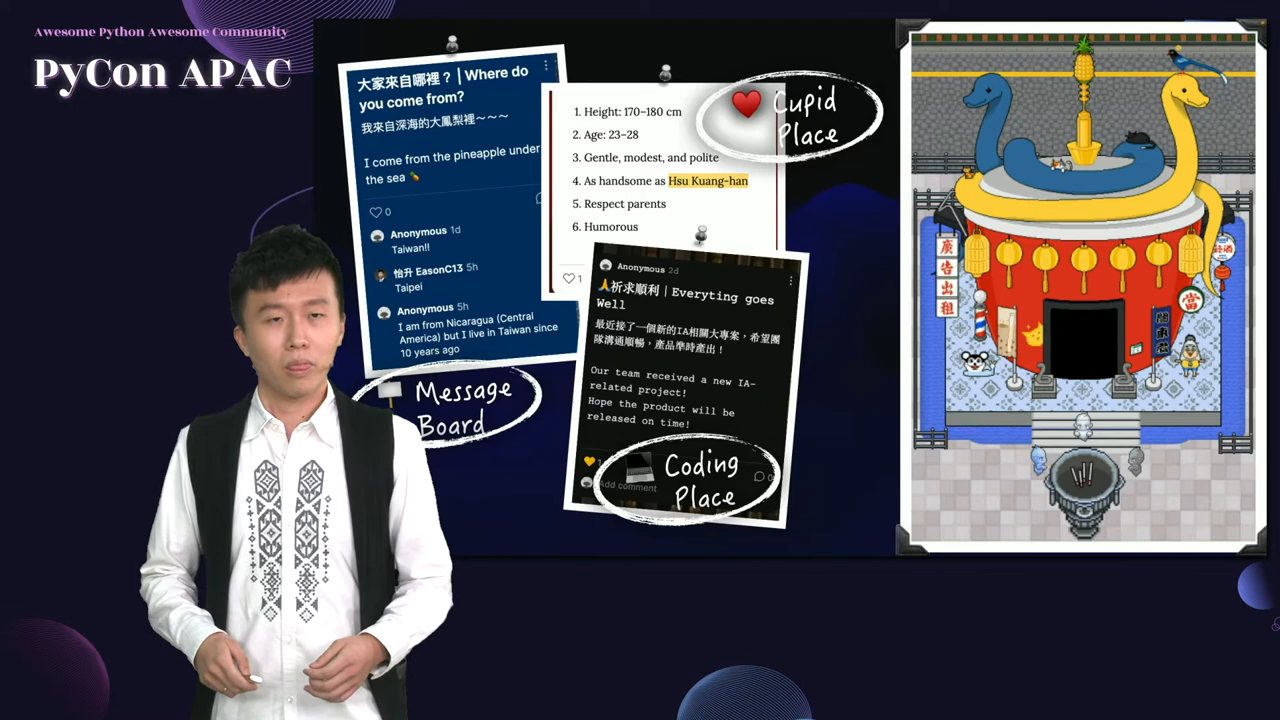 Awesome Python Awesome Community
PyCon APAC
大家來自哪裡？ | Where do
you come from?
我來自深海的大鳳梨裡～～～
I come from the pineapple under
the sea 🍍
0
Anonymous 1d
Taiwan!!
怡升 EasonC13 5h
Taipei
Anonymous 5h
I am from Nicaragua (Central
America) but I live in Taiwan since
10 years ago
Message
Board
1. Height: 170–180 cm
2. Age: 23–28
3. Gentle, modest, and polite
4. As handsome as Hsu Kuang-han
5. Respect parents
6. Humorous
1
Cupid
Place
Anonymous 2d
🙏祈求順利｜Everyting goes
Well
最近接了一個新的IA相關大專案，希望團
隊溝通順暢，產品準時產出！
Our team received a new IA-
related project!
Hope the product will be
released on time!
Add comment
0
Coding
Place
廣
告
出
租
當